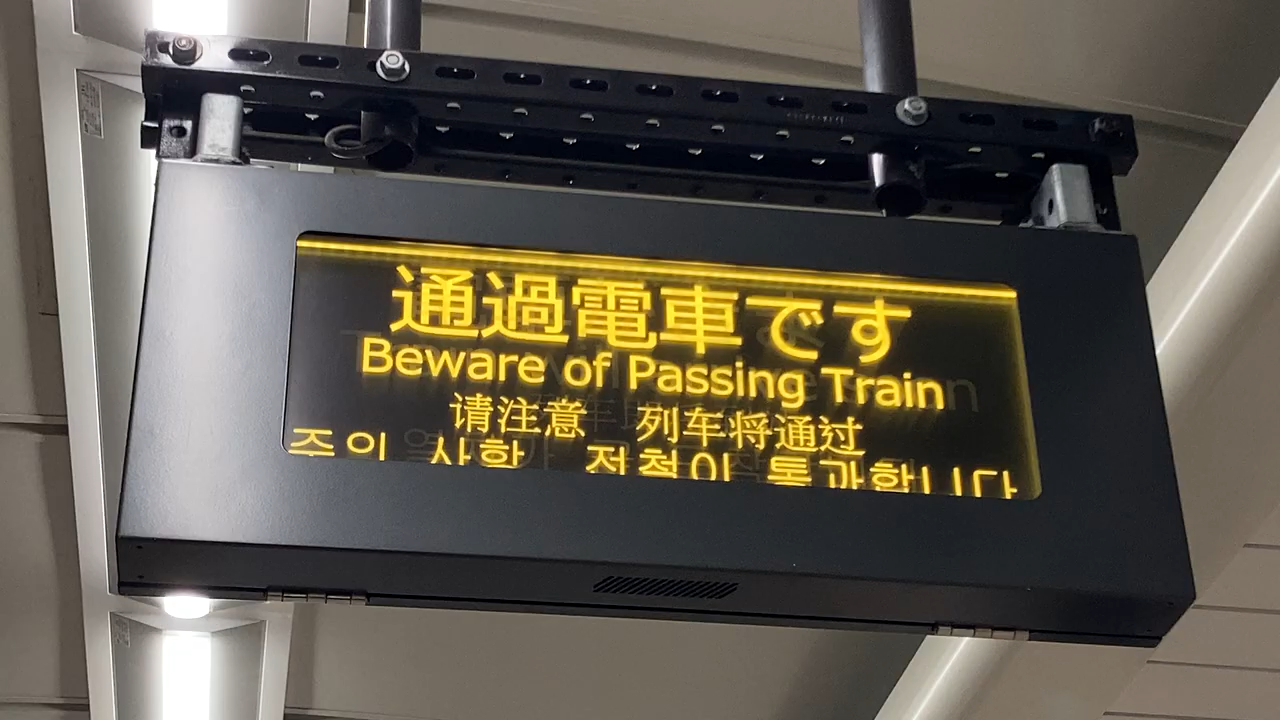 通過電車です
Beware of Passing Train
请注意 列车将通过
주의 사항 전철이 통과합니다